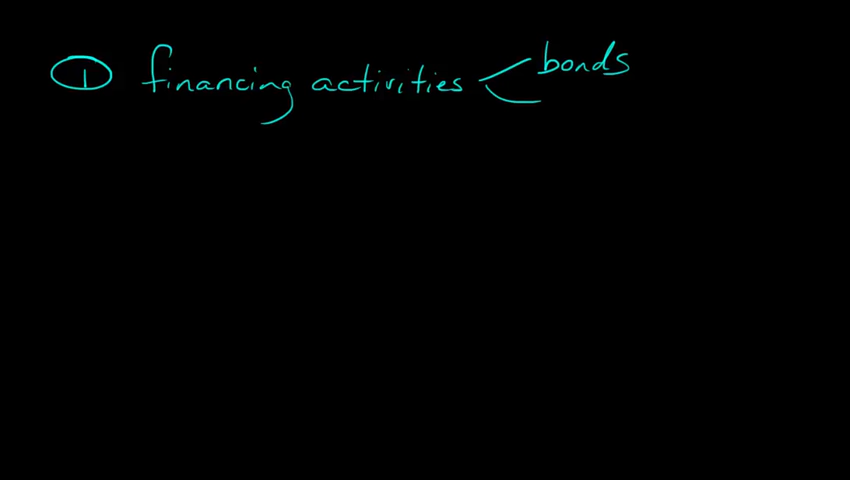 ① financing activities < bonds